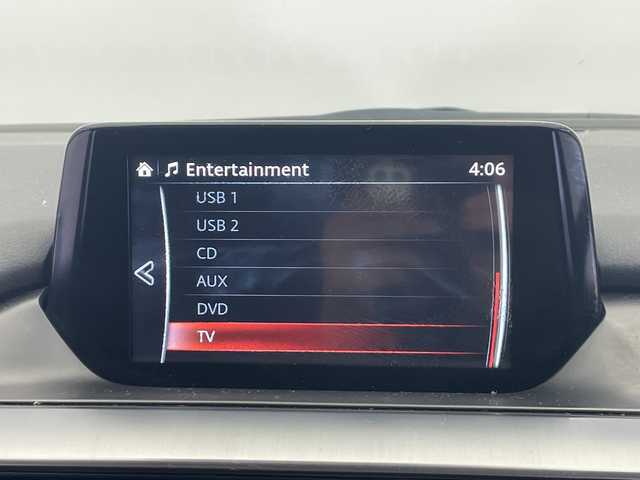 Entertainment 4:06
USB 1
USB 2
CD
AUX
DVD
TV